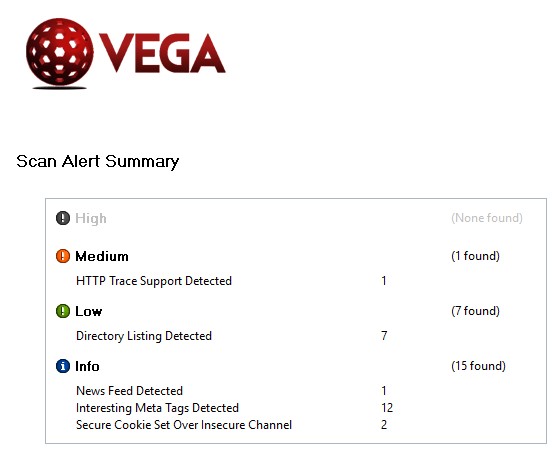 VEGA
Scan Alert Summary
High (None found)
Medium (1 found)
HTTP Trace Support Detected 1
Low (7 found)
Directory Listing Detected 7
Info (15 found)
News Feed Detected 1
Interesting Meta Tags Detected 12
Secure Cookie Set Over Insecure Channel 2